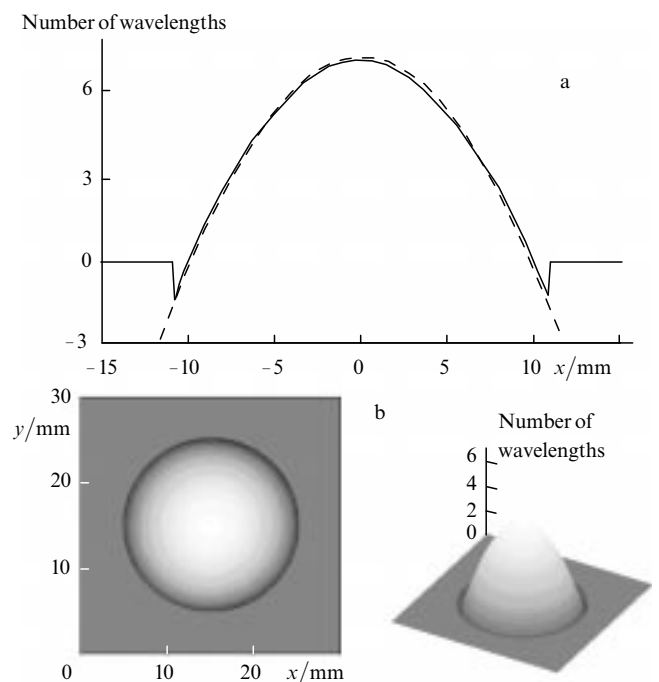 Number of wavelengths
a
6
3
0
−3
−15 −10 −5 0 5 10 x/mm
30
b
Number of
wavelengths
y/mm
6
20
4
2
10
0
0 10 20 x/mm